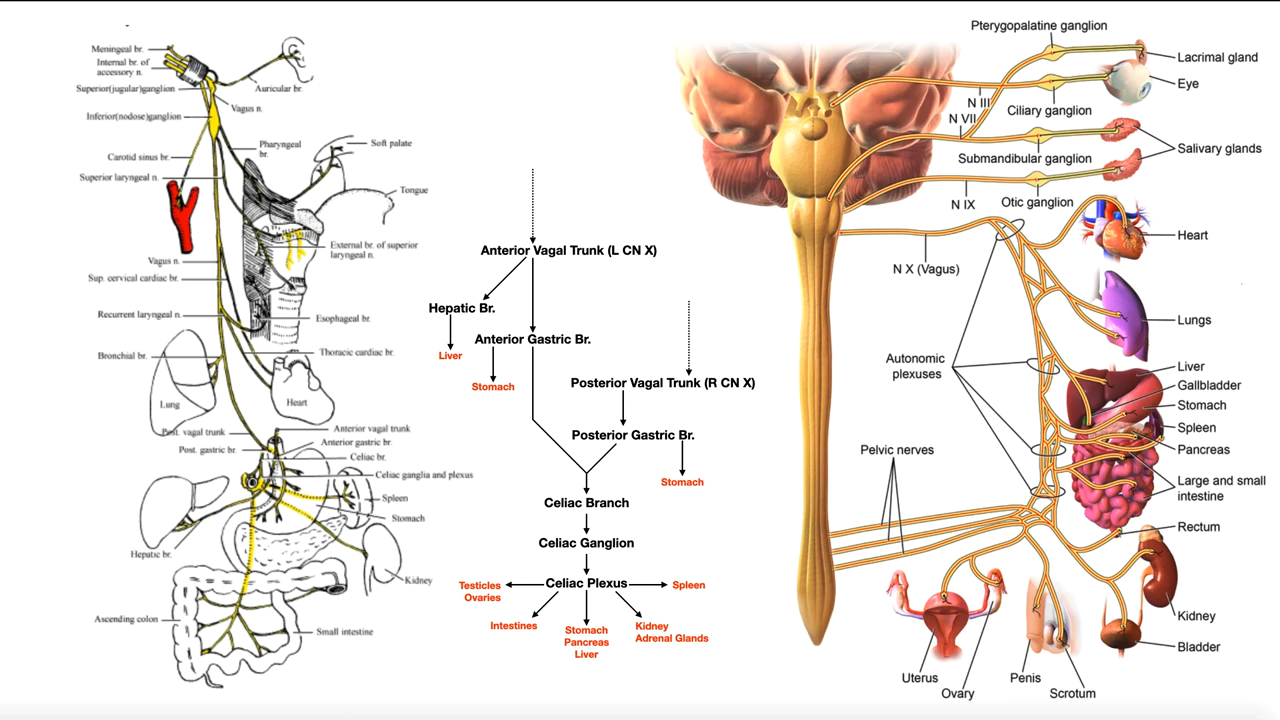 Meningeal br.
Internal br. of
accessory n.
Superior(jugular)ganglion
Auricular br.
Vagus n.
Inferior(nodose)ganglion
Pharyngeal
br.
Soft palate
Carotid sinus br.
Superior laryngeal n.
Tongue
External br. of superior
laryngeal n.
Vagus n.
Sup. cervical cardiac br.
Recurrent laryngeal n.
Esophageal br.
Bronchial br.
Thoracic cardiac br.
Lung
Heart
Post. vagal trunk
Anterior vagal trunk
Anterior gastric br.
Post. gastric br.
Celiac br.
Celiac ganglia and plexus
Spleen
Stomach
Hepatic br.
Kidney
Ascending colon
Small intestine
Anterior Vagal Trunk (L CN X)
Hepatic Br.
Liver
Anterior Gastric Br.
Stomach
Posterior Vagal Trunk (R CN X)
Posterior Gastric Br.
Stomach
Celiac Branch
Celiac Ganglion
Celiac Plexus
Testicles
Ovaries
Spleen
Intestines
Stomach
Pancreas
Liver
Kidney
Adrenal Glands
Pterygopalatine ganglion
Lacrimal gland
Eye
N III
Ciliary ganglion
N VII
Salivary glands
Submandibular ganglion
N IX
Otic ganglion
Heart
N X (Vagus)
Lungs
Autonomic
plexuses
Liver
Gallbladder
Stomach
Spleen
Pancreas
Pelvic nerves
Large and small
intestine
Rectum
Kidney
Bladder
Uterus
Ovary
Penis
Scrotum